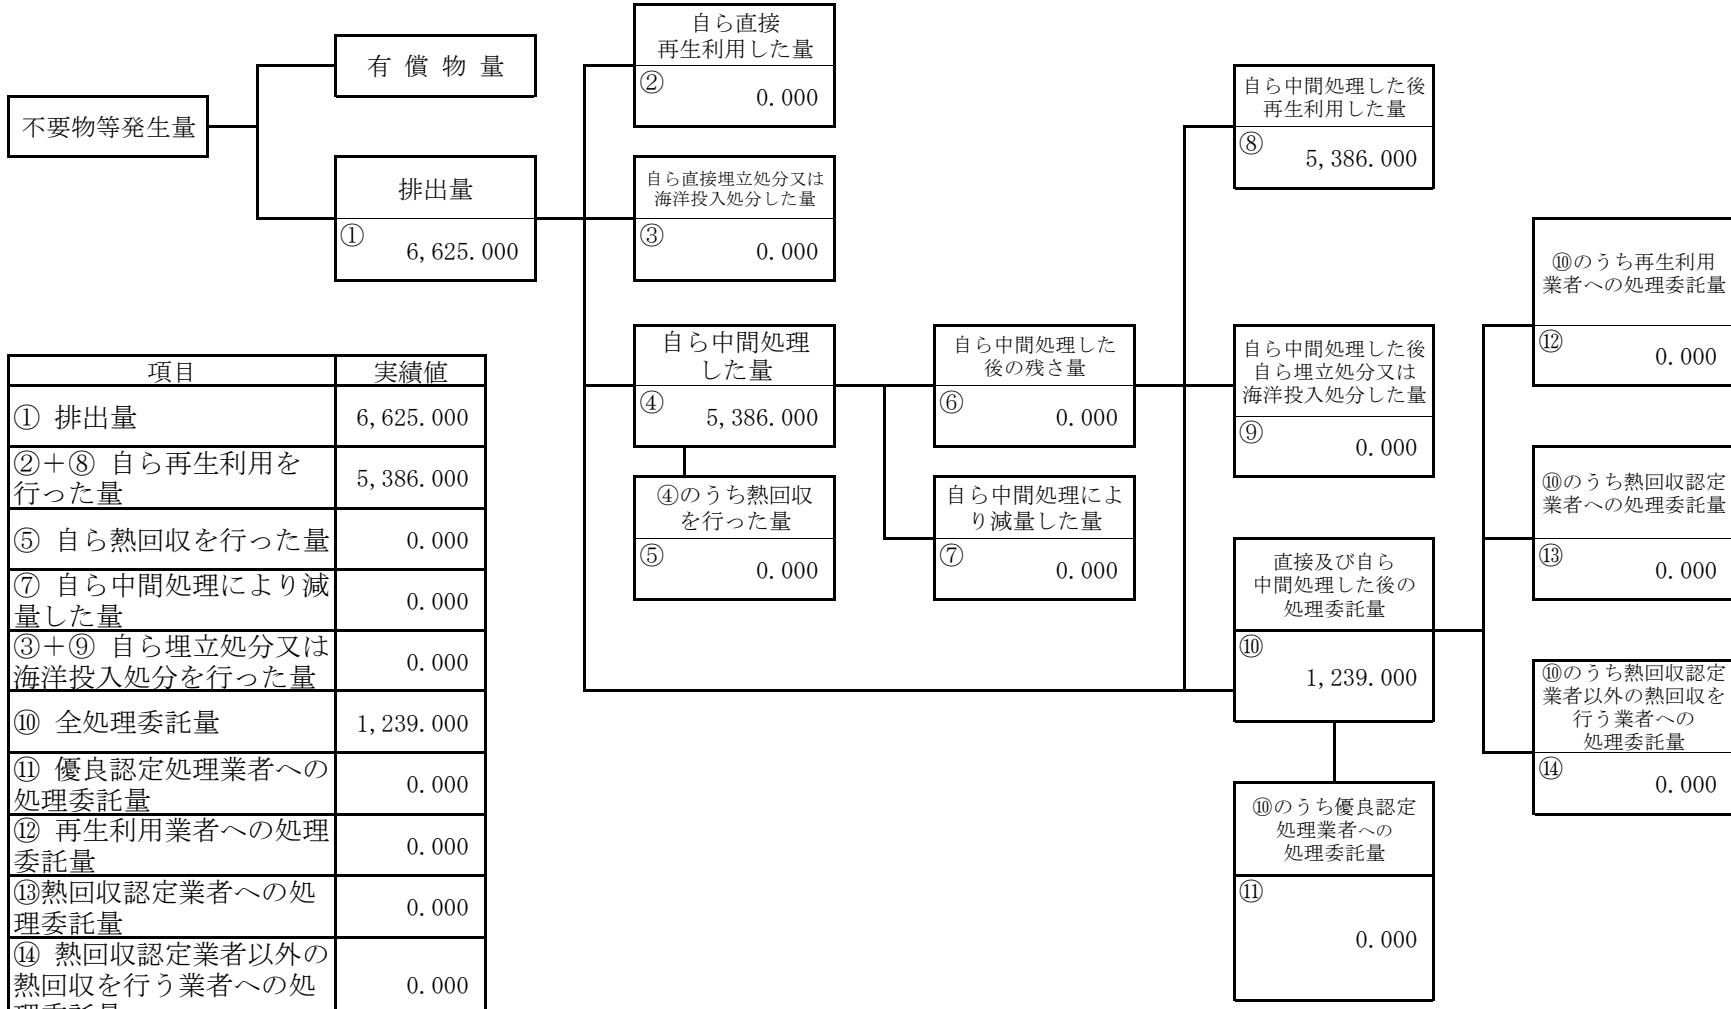 自ら直接
再生利用した量
② 0.000
有 償 物 量
不要物等発生量
自ら中間処理した後
再生利用した量
⑧ 5,386.000
排出量
① 6,625.000
自ら直接埋立処分又は
海洋投入処分した量
③ 0.000
⑩のうち再生利用
業者への処理委託量
⑫ 0.000
自ら中間処理
した量
④ 5,386.000
自ら中間処理した
後の残さ量
⑥ 0.000
自ら中間処理した後
自ら埋立処分又は
海洋投入処分した量
⑨ 0.000
④のうち熱回収
を行った量
⑤ 0.000
自ら中間処理によ
り減量した量
⑦ 0.000
⑩のうち熱回収認定
業者への処理委託量
⑬ 0.000
直接及び自ら
中間処理した後の
処理委託量
⑩ 1,239.000
⑩のうち熱回収認定
業者以外の熱回収を
行う業者への
処理委託量
⑭ 0.000
⑩のうち優良認定
処理業者への
処理委託量
⑪ 0.000
項目 実績値
① 排出量 6,625.000
②＋⑧ 自ら再生利用を
行った量 5,386.000
⑤ 自ら熱回収を行った量 0.000
⑦ 自ら中間処理により減
量した量 0.000
③＋⑨ 自ら埋立処分又は
海洋投入処分を行った量 0.000
⑩ 全処理委託量 1,239.000
⑪ 優良認定処理業者への
処理委託量 0.000
⑫ 再生利用業者への処理
委託量 0.000
⑬熱回収認定業者への処
理委託量 0.000
⑭ 熱回収認定業者以外の
熱回収を行う業者への処 0.000
理委託量